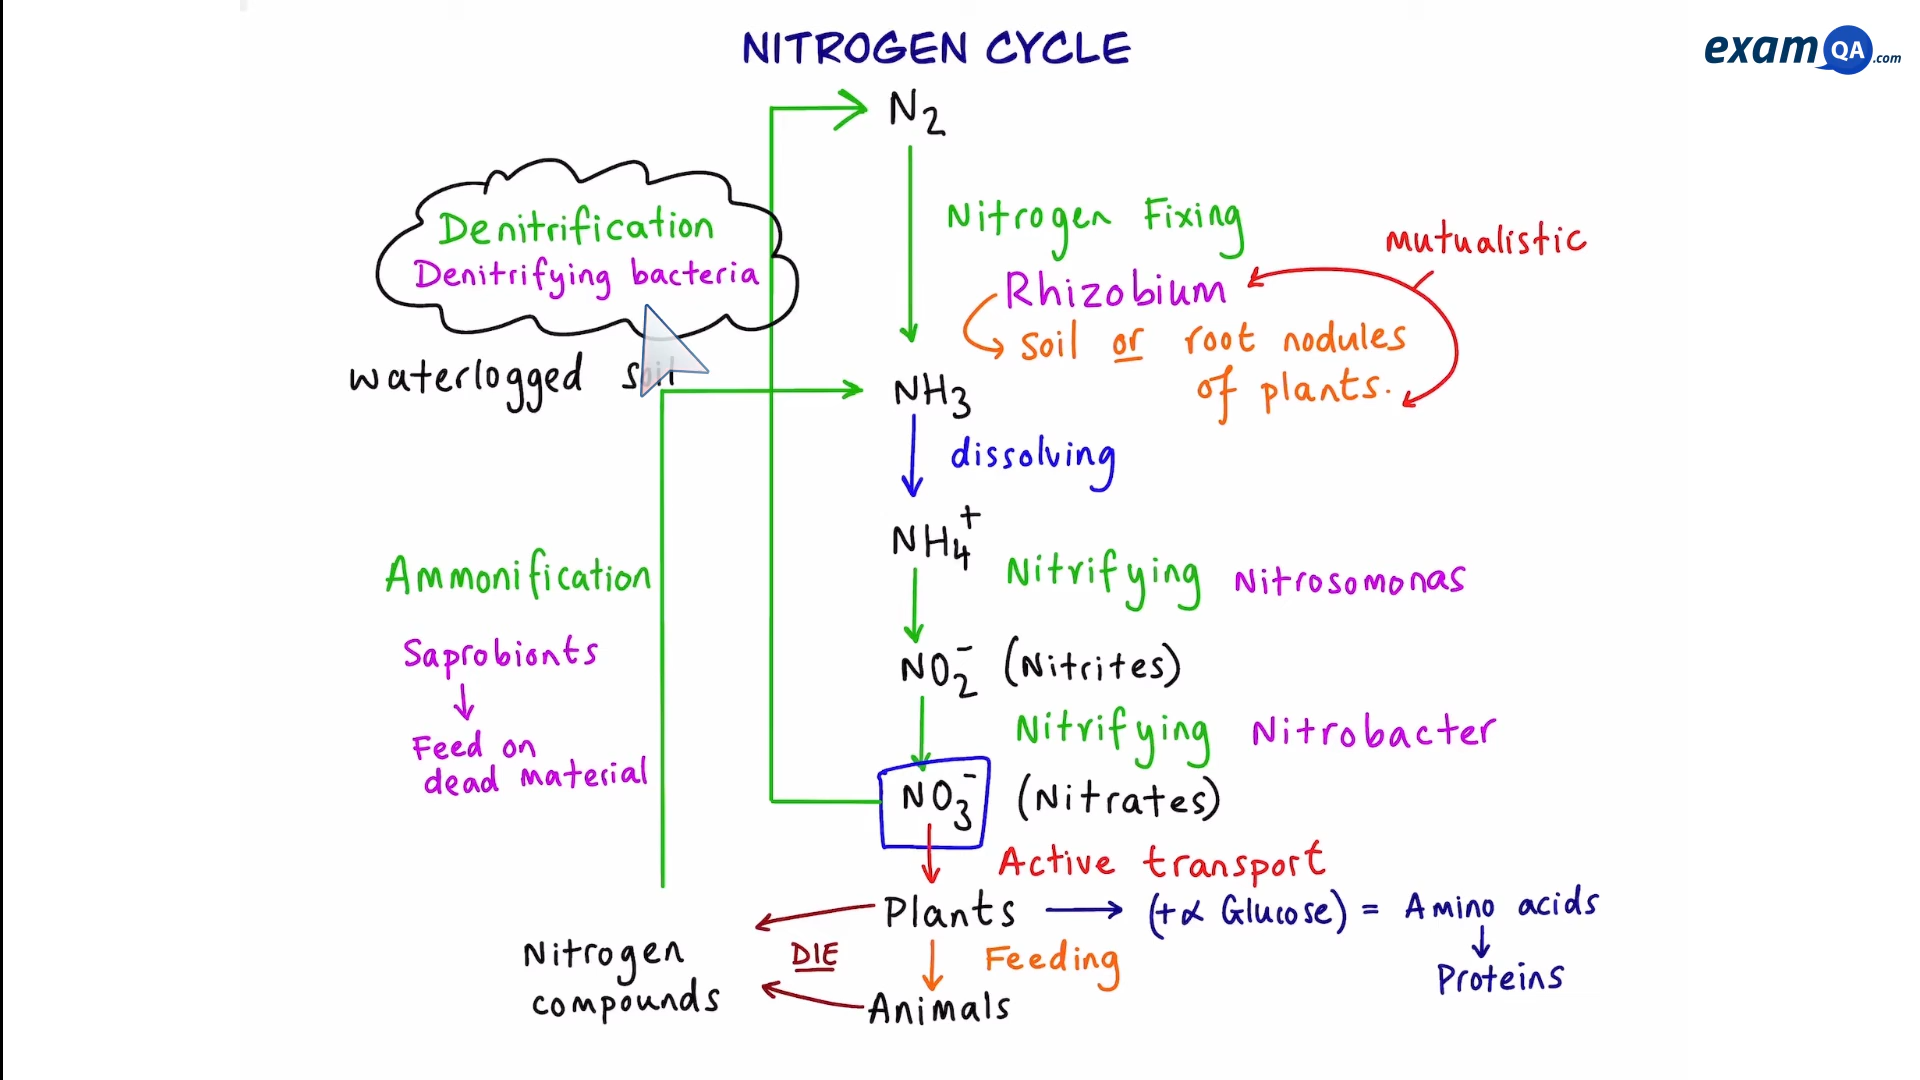 NITROGEN CYCLE
examQA.com
N2
Denitrification
Denitrifying bacteria
waterlogged soil
Nitrogen Fixing
mutualistic
Rhizobium
soil or root nodules
of plants.
NH3
dissolving
NH4+
Nitrifying Nitrosomonas
Ammonification
Saprobionts
Feed on
dead material
NO2- (Nitrites)
Nitrifying Nitrobacter
NO3- (Nitrates)
Active transport
Plants (+α Glucose) = Amino acids
Proteins
DIE
Feeding
Nitrogen
compounds
Animals